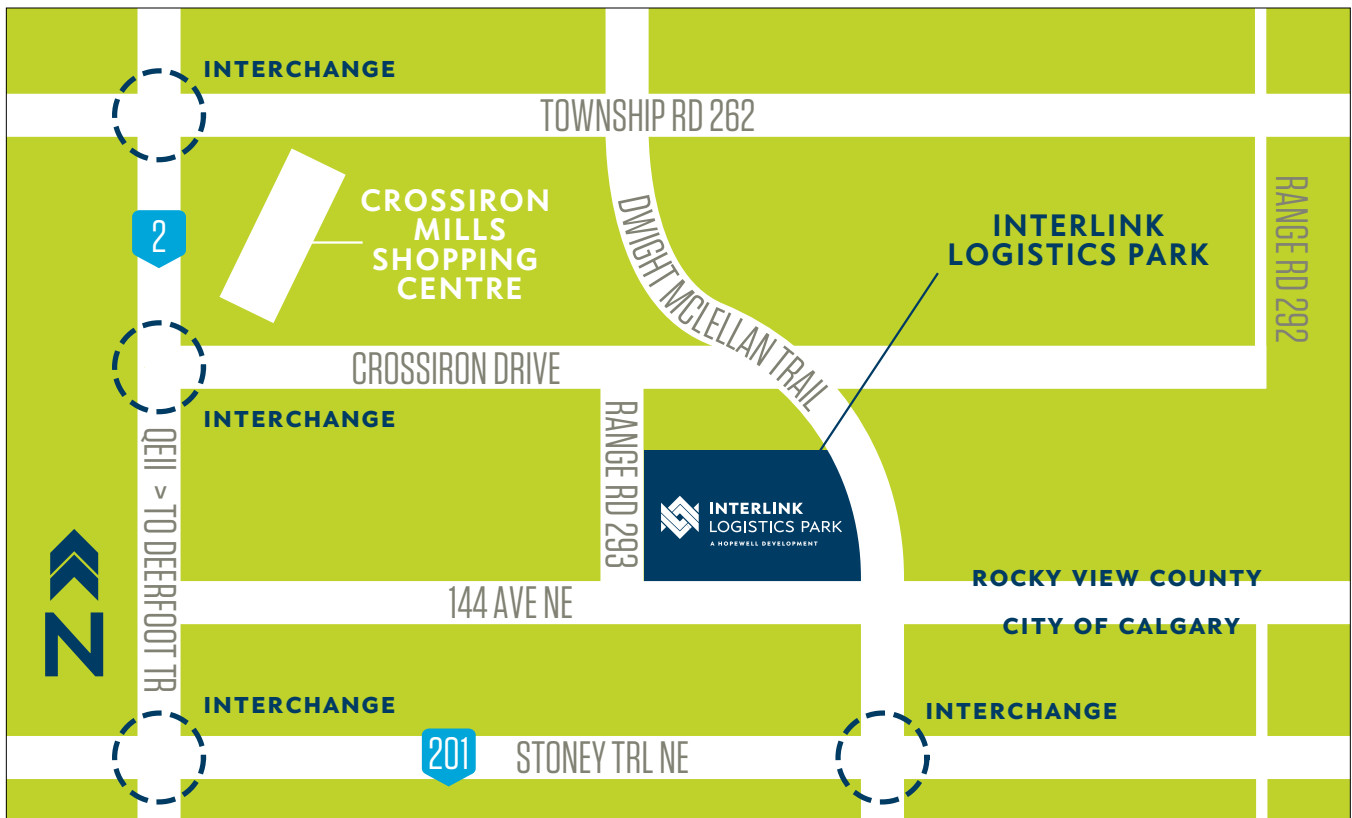 INTERCHANGE
TOWNSHIP RD 262
CROSSIRON
MILLS
SHOPPING
CENTRE
2
DWIGHT MCLELLAN TRAIL
INTERLINK
LOGISTICS PARK
RANGE RD 292
CROSSIRON DRIVE
INTERCHANGE
QEII < TO DEERFOOT TR
RANGE RD 293
INTERLINK
LOGISTICS PARK
A HOPEWELL DEVELOPMENT
N
144 AVE NE
ROCKY VIEW COUNTY
CITY OF CALGARY
INTERCHANGE
INTERCHANGE
201
STONEY TRL NE